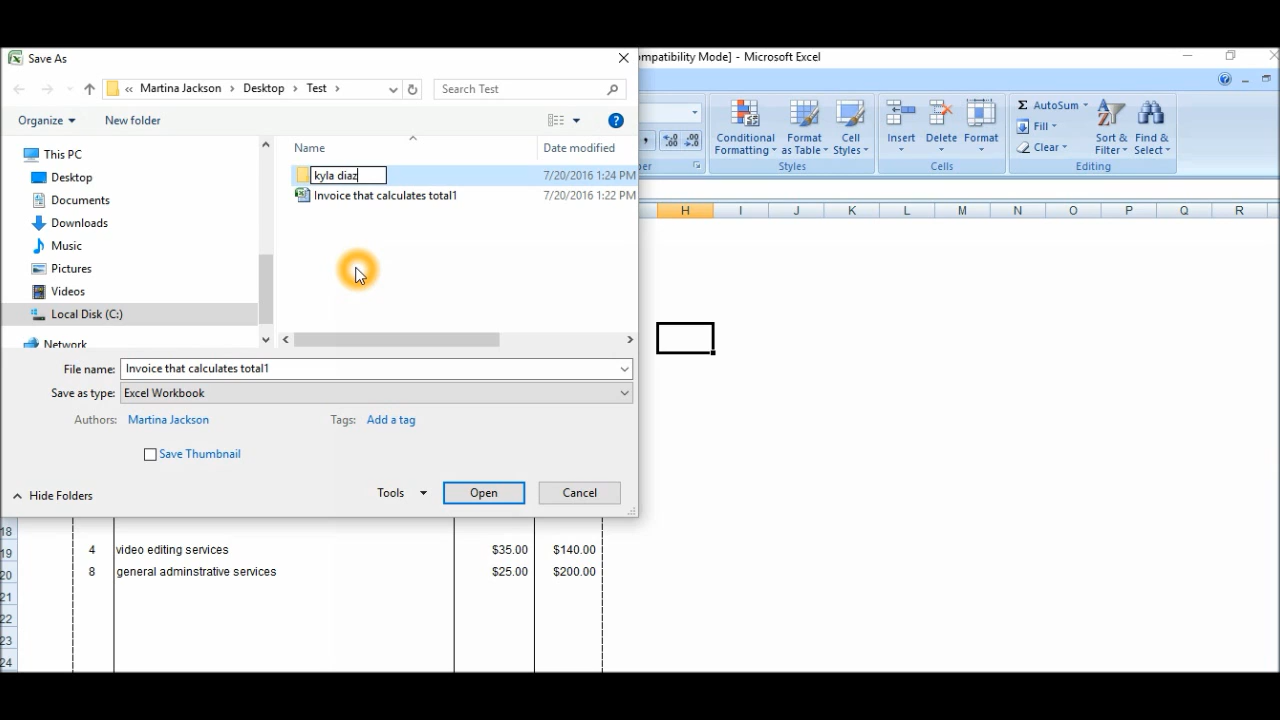 Save As
ompatibility Mode] - Microsoft Excel
« Martina Jackson > Desktop > Test >
Search Test
Organize
New folder
Name
Date modified
This PC
Desktop
Documents
Downloads
Music
Pictures
Videos
Local Disk (C:)
Network
kyla diaz
7/20/2016 1:24 PM
Invoice that calculates total1
7/20/2016 1:22 PM
File name: Invoice that calculates total1
Save as type: Excel Workbook
Authors: Martina Jackson
Tags: Add a tag
Save Thumbnail
Hide Folders
Tools
Open
Cancel
Conditional Formatting
Format as Table
Cell Styles
Styles
Insert
Delete
Format
Cells
Σ AutoSum
Fill
Clear
Sort & Filter
Find & Select
Editing
ber
H I J K L M N O P Q R
18
19 4 video editing services $35.00 $140.00
20 8 general adminstrative services $25.00 $200.00
21
22
23
24